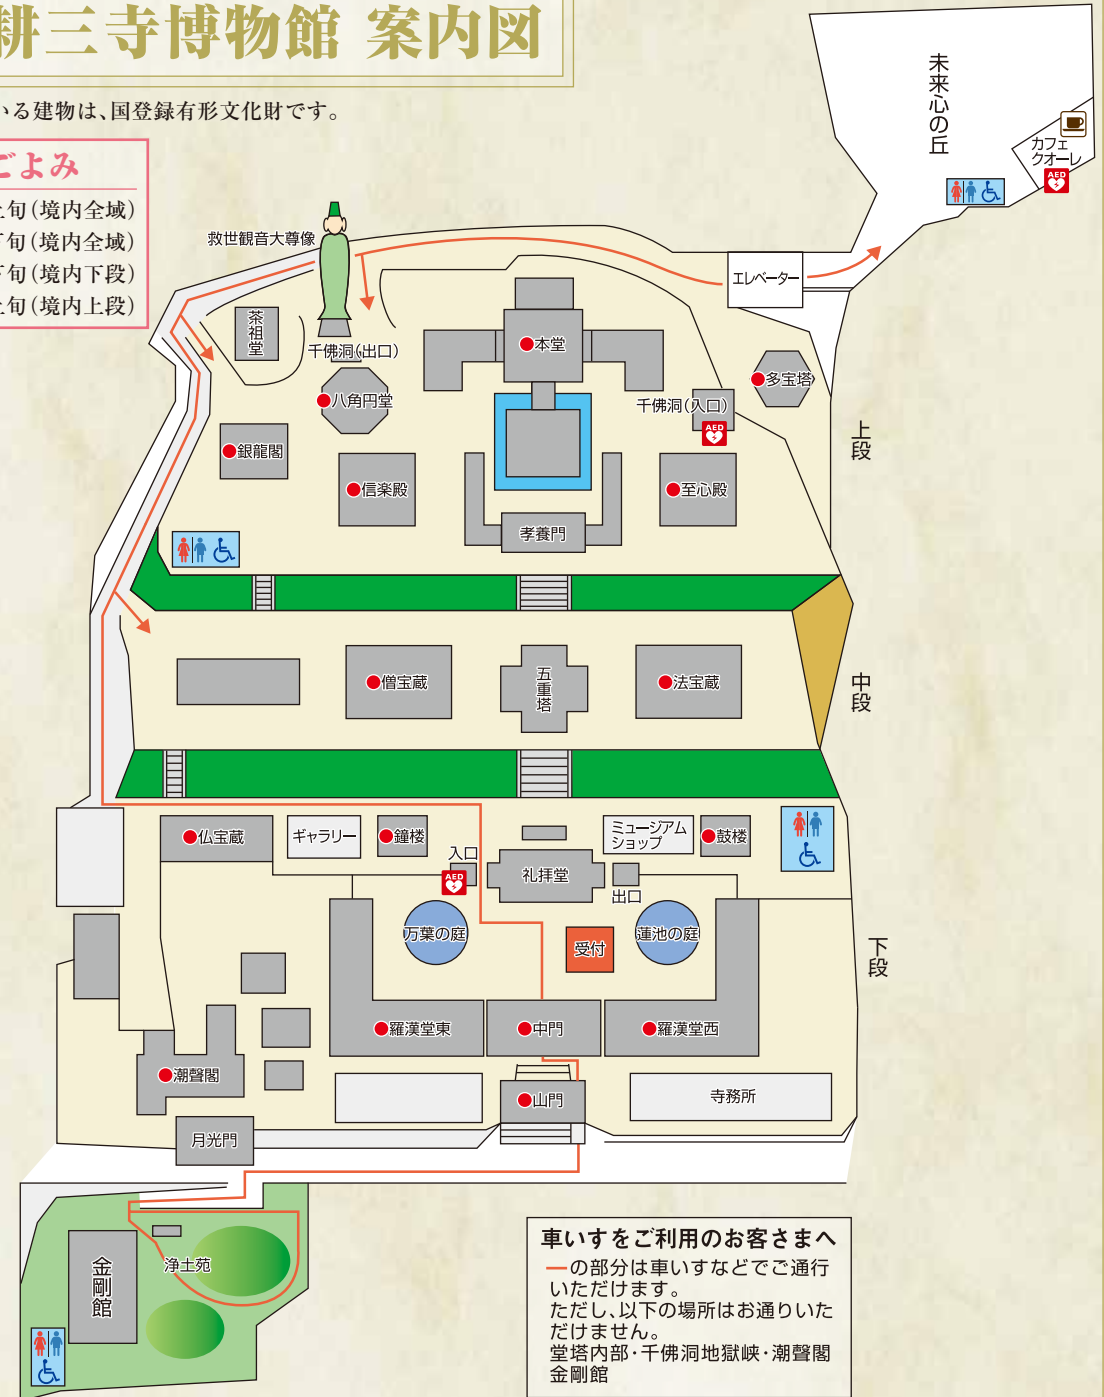 耕三寺博物館 案内図
いる建物は、国登録有形文化財です。
ごよみ
上旬（境内全域）
下旬（境内全域）
下旬（境内下段）
上旬（境内上段）
未来心の丘
カフェ
クオーレ
AED
救世観音大尊像
エレベーター
茶祖堂
千佛洞（出口）
本堂
八角円堂
多宝塔
千佛洞（入口）
AED
上段
銀龍閣
信楽殿
至心殿
孝養門
僧宝蔵
五重塔
法宝蔵
中段
仏宝蔵
ギャラリー
鐘楼
入口
AED
礼拝堂
ミュージアム
ショップ
鼓楼
出口
万葉の庭
受付
蓮池の庭
下段
羅漢堂東
中門
羅漢堂西
潮聲閣
山門
寺務所
月光門
浄土苑
金剛館
車いすをご利用のお客さまへ
ーの部分は車いすなどでご通行
いただけます。
ただし、以下の場所はお通りいた
だけません。
堂塔内部・千佛洞地獄峡・潮聲閣
金剛館